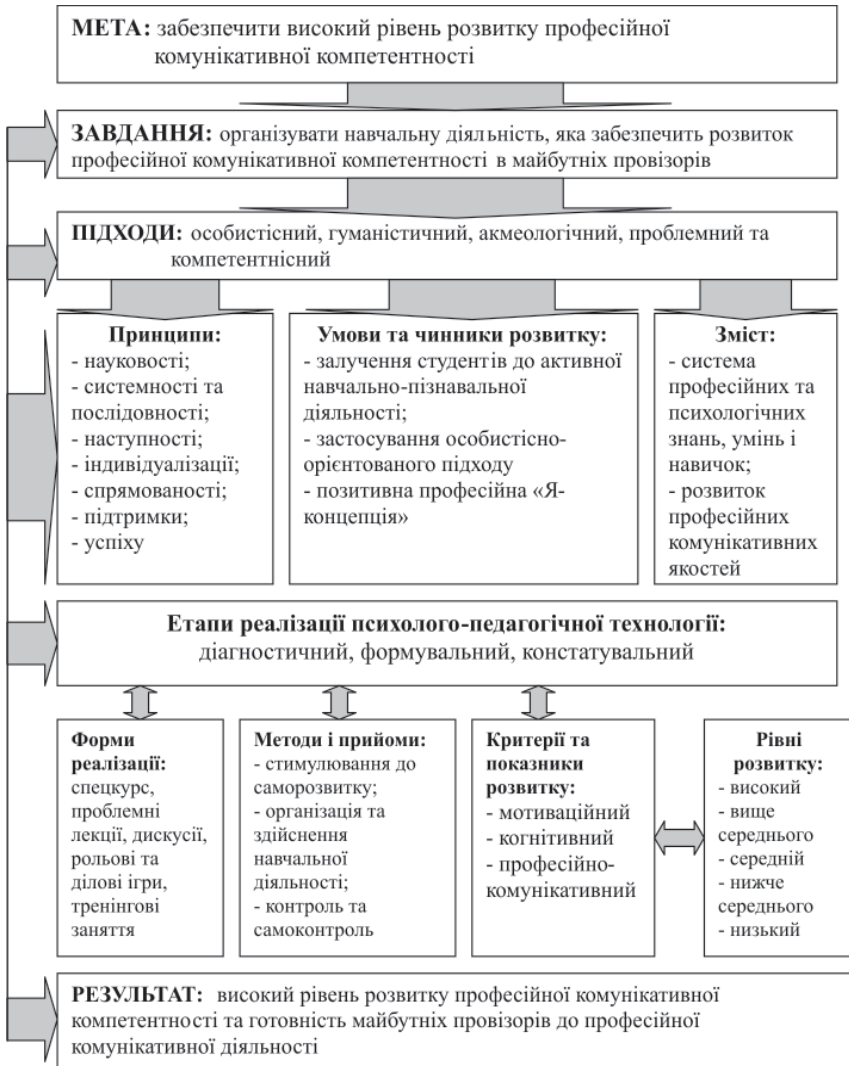 МЕТА: забезпечити високий рівень розвитку професійної
комунікативної компетентності
ЗАВДАННЯ: організувати навчальну діяльність, яка забезпечить розвиток
професійної комунікативної компетентності в майбутніх провізорів
ПІДХОДИ: особистісний, гуманістичний, акмеологічний, проблемний та
компетентнісний
Принципи:
- науковості;
- системності та
послідовності;
- наступності;
- індивідуалізації;
- спрямованості;
- підтримки;
- успіху
Умови та чинники розвитку:
- залучення студентів до активної
навчально-пізнавальної
діяльності;
- застосування особистісно-
орієнтованого підходу
- позитивна професійна «Я-
концепція»
Зміст:
- система
професійних та
психологічних
знань, умінь і
навичок;
- розвиток
професійних
комунікативних
якостей
Етапи реалізації психолого-педагогічної технології:
діагностичний, формувальний, констатувальний
Форми
реалізації:
спецкурс,
проблемні
лекції, дискусії,
рольові та
ділові ігри,
тренінгові
заняття
Методи і прийоми:
- стимулювання до
саморозвитку;
- організація та
здійснення
навчальної
діяльності;
- контроль та
самоконтроль
Критерії та
показники
розвитку:
- мотиваційний
- когнітивний
- професійно-
комунікативний
Рівні
розвитку:
- високий
- вище
середнього
- середній
- нижче
середнього
- низький
РЕЗУЛЬТАТ: високий рівень розвитку професійної комунікативної
компетентності та готовність майбутніх провізорів до професійної
комунікативної діяльності